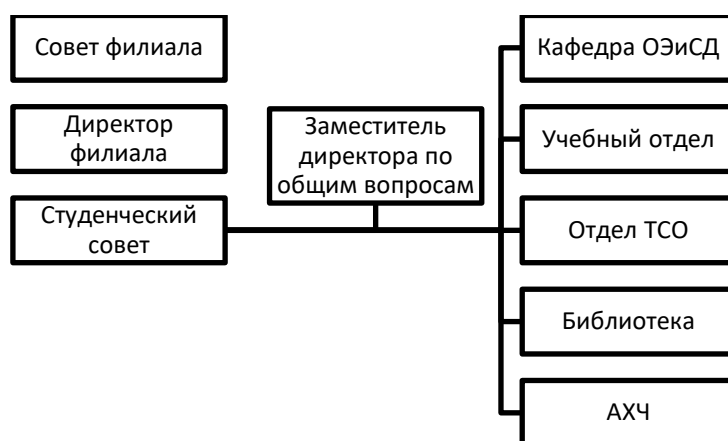 Совет филиала
Директор
филиала
Студенческий
совет
Заместитель
директора по
общим вопросам
Кафедра ОЭиСД
Учебный отдел
Отдел ТСО
Библиотека
АХЧ